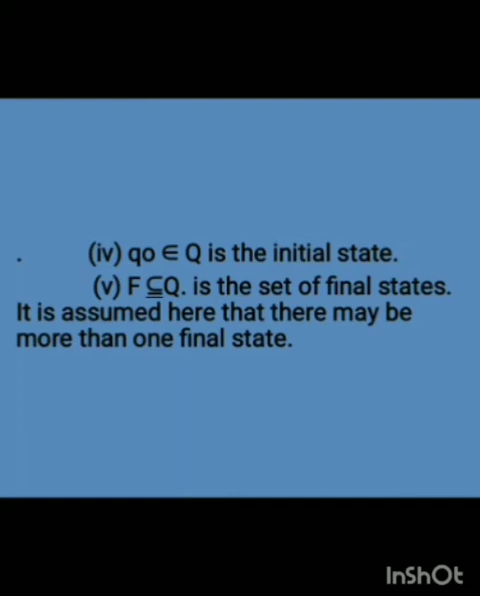 . (iv) qo ∈ Q is the initial state.
(v) F ⊆Q. is the set of final states.
It is assumed here that there may be
more than one final state.
InShOt